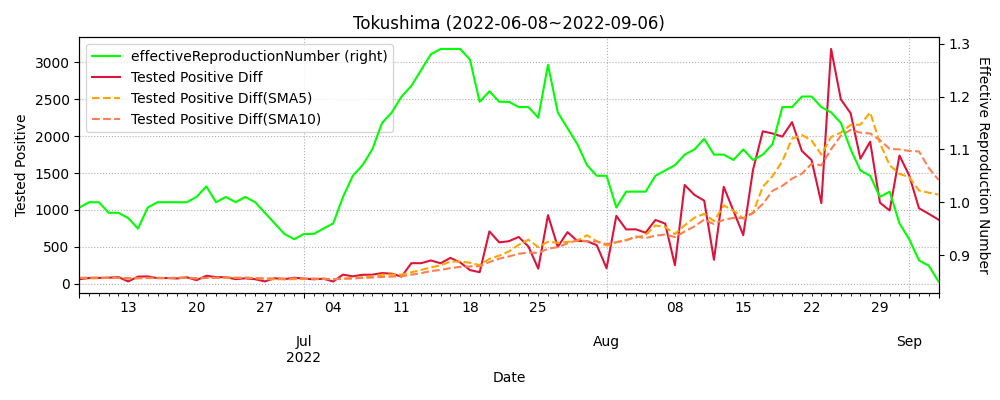 Tokushima (2022-06-08~2022-09-06)
effectiveReproductionNumber (right)
Tested Positive Diff
Tested Positive Diff(SMA5)
Tested Positive Diff(SMA10)
Tested Positive
3000
2500
2000
1500
1000
500
0
1.3
1.2
1.1
1.0
0.9
Effective Reproduction Number
13 20 27 04 11 18 25 08 15 22 29
Jul Aug Sep
2022
Date